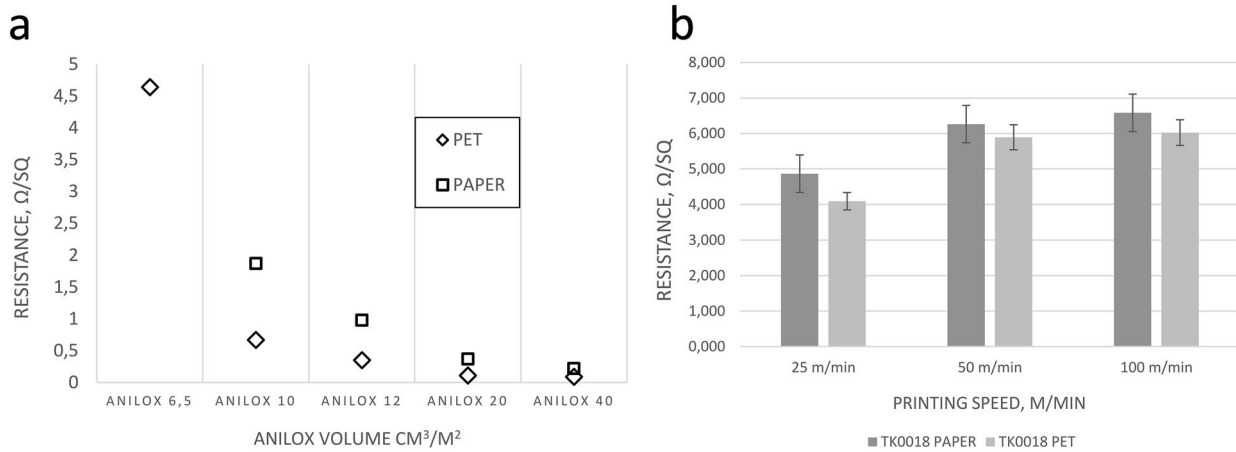 a
RESISTANCE, Ω/SQ
5
4,5
4
3,5
3
2,5
2
1,5
1
0,5
0
PET
PAPER
ANILOX 6,5
ANILOX 10
ANILOX 12
ANILOX 20
ANILOX 40
ANILOX VOLUME CM³/M²
b
RESISTANCE, Ω/SQ
8,000
7,000
6,000
5,000
4,000
3,000
2,000
1,000
0,000
25 m/min
50 m/min
100 m/min
PRINTING SPEED, M/MIN
TK0018 PAPER
TK0018 PET